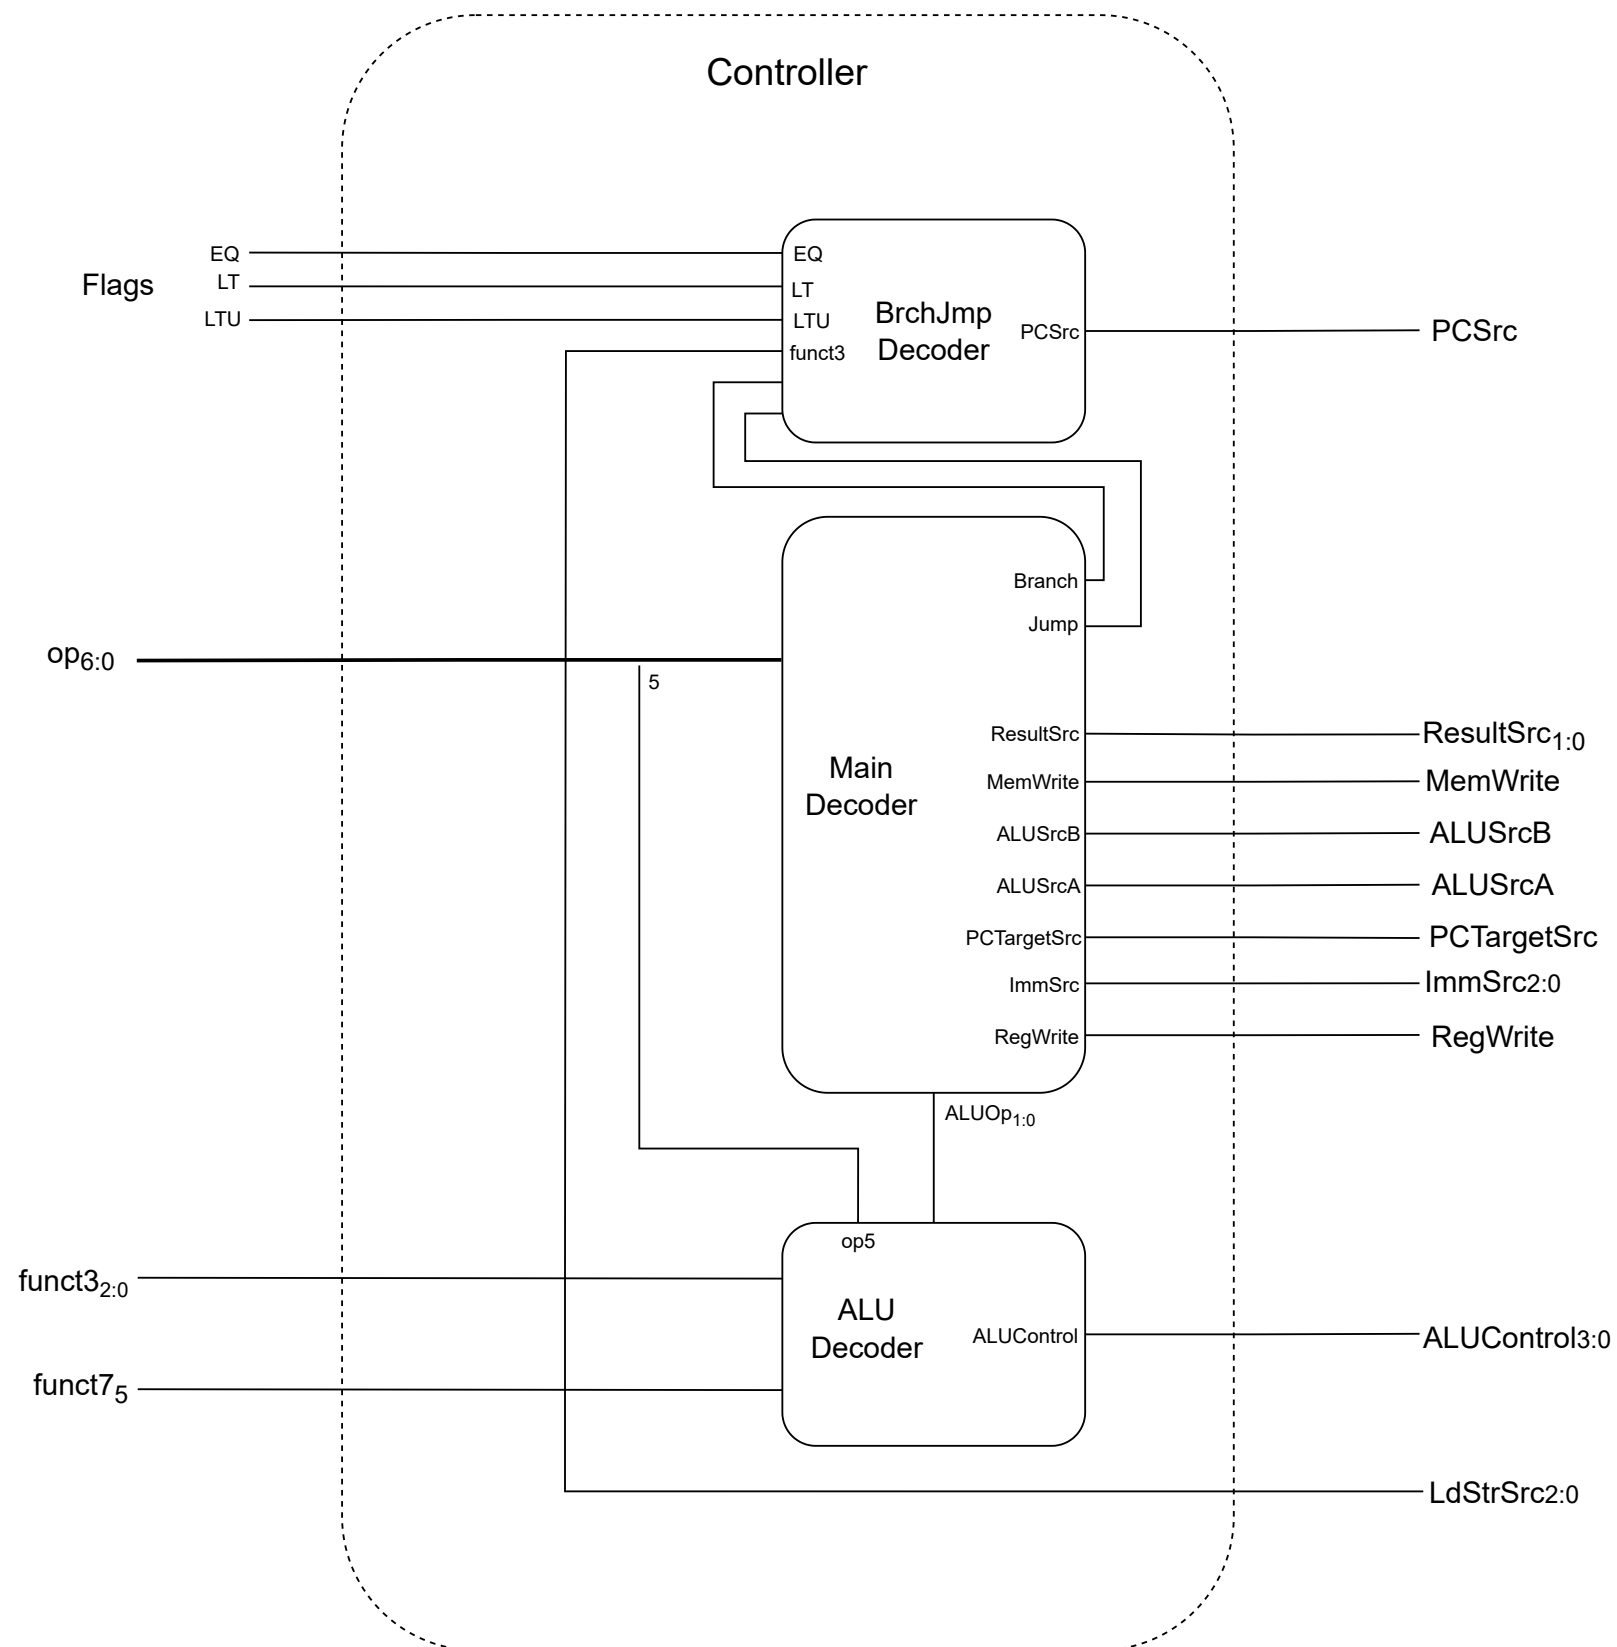 Controller
EQ
LT
LTU
Flags
EQ
LT
LTU
funct3
BrchJmp
Decoder
PCSrc
PCSrc
Branch
Jump
op6:0
5
Main
Decoder
ResultSrc
MemWrite
ALUSrcB
ALUSrcA
PCTargetSrc
ImmSrc
RegWrite
ResultSrc1:0
MemWrite
ALUSrcB
ALUSrcA
PCTargetSrc
ImmSrc2:0
RegWrite
ALUOp1:0
op5
funct32:0
funct75
ALU
Decoder
ALUControl
ALUControl3:0
LdStrSrc2:0